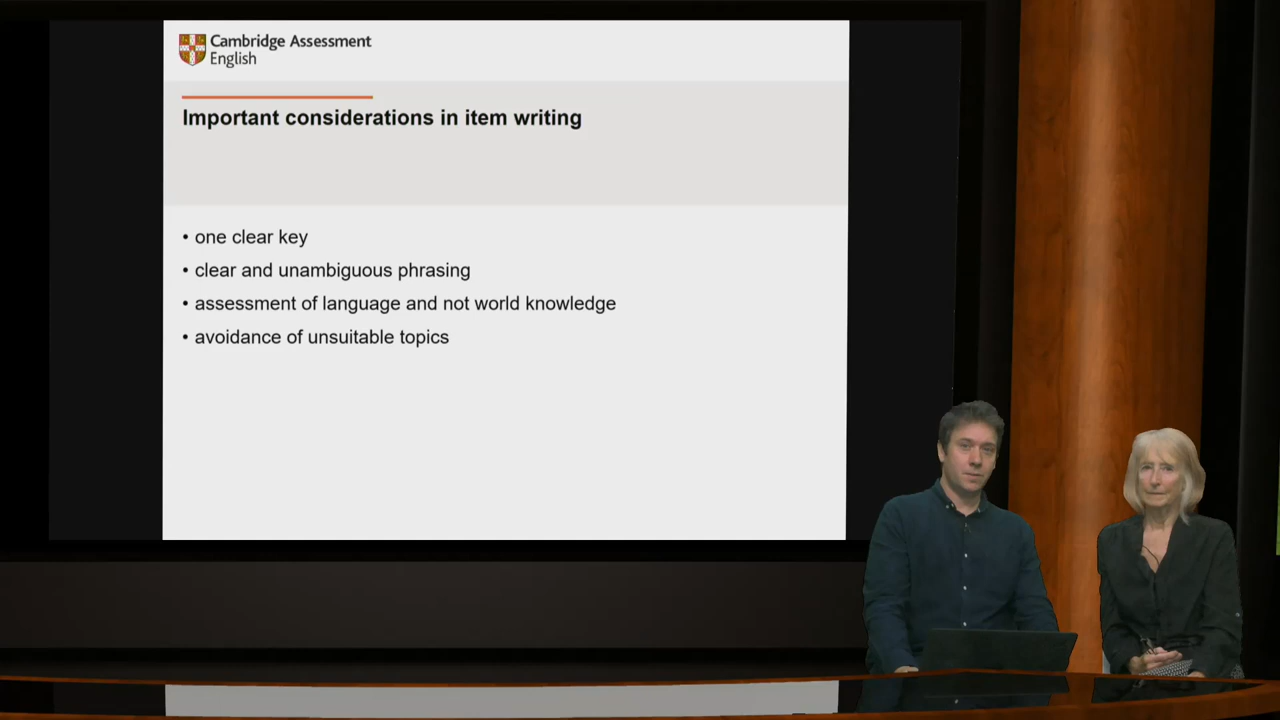 Cambridge Assessment
English
Important considerations in item writing
• one clear key
• clear and unambiguous phrasing
• assessment of language and not world knowledge
• avoidance of unsuitable topics